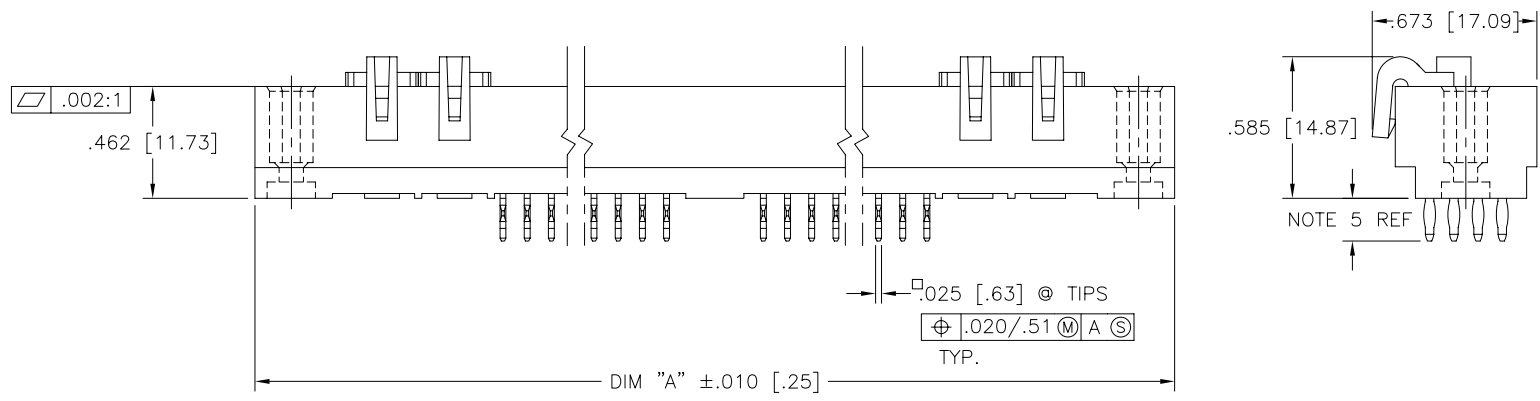 .673 [17.09]
▱ .002:1
.462 [11.73]
.585 [14.87]
NOTE 5 REF
□.025 [.63] @ TIPS
⌖ .020/.51 Ⓜ A Ⓢ
TYP.
DIM "A" ±.010 [.25]